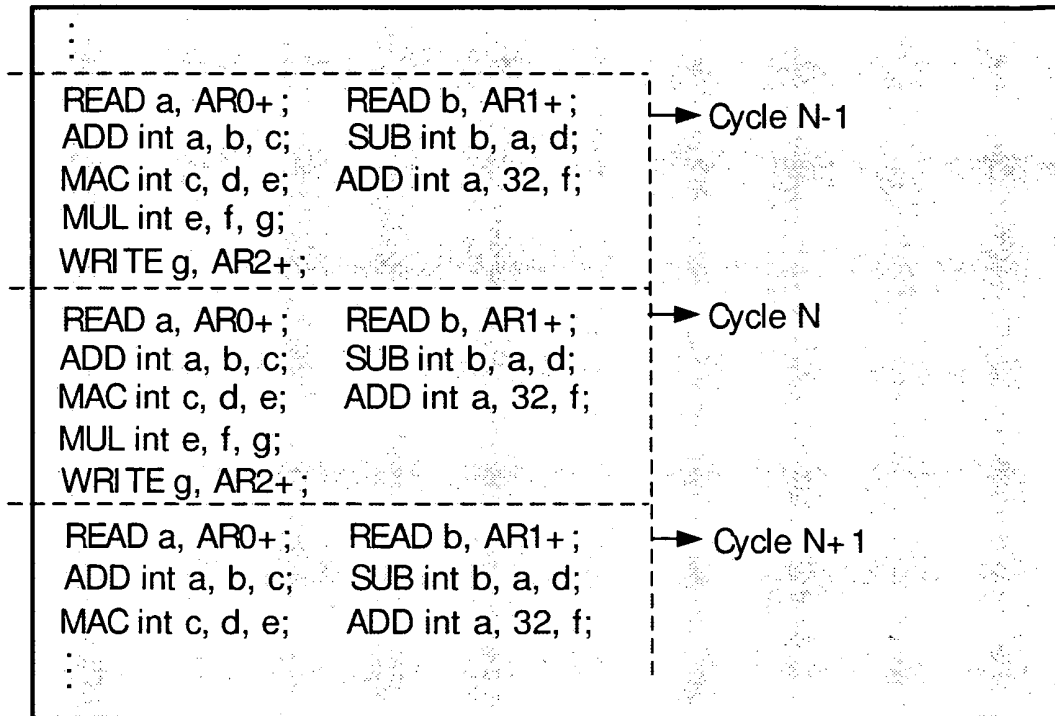 ⋮
READ a, AR0+; READ b, AR1+;
Cycle N-1
ADD int a, b, c; SUB int b, a, d;
MAC int c, d, e; ADD int a, 32, f;
MUL int e, f, g;
WRITE g, AR2+;
READ a, AR0+; READ b, AR1+;
Cycle N
ADD int a, b, c; SUB int b, a, d;
MAC int c, d, e; ADD int a, 32, f;
MUL int e, f, g;
WRITE g, AR2+;
READ a, AR0+; READ b, AR1+;
Cycle N+1
ADD int a, b, c; SUB int b, a, d;
MAC int c, d, e; ADD int a, 32, f;
⋮